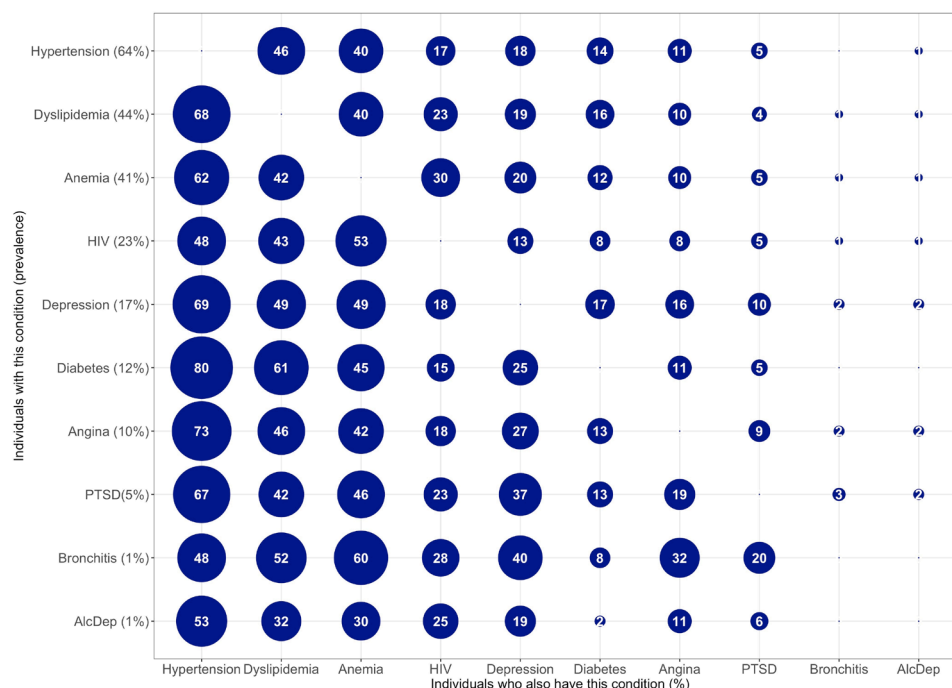 Individuals with this condition (prevalence)
Hypertension (64%) 46 40 17 18 14 11 5 1
Dyslipidemia (44%) 68 40 23 19 16 10 4 1 1
Anemia (41%) 62 42 30 20 12 10 5 1 1
HIV (23%) 48 43 53 13 8 8 5 1 1
Depression (17%) 69 49 49 18 17 16 10 2 2
Diabetes (12%) 80 61 45 15 25 11 5
Angina (10%) 73 46 42 18 27 13 9 2 2
PTSD(5%) 67 42 46 23 37 13 19 3 2
Bronchitis (1%) 48 52 60 28 40 8 32 20
AlcDep (1%) 53 32 30 25 19 2 11 6
Hypertension Dyslipidemia Anemia HIV Depression Diabetes Angina PTSD Bronchitis AlcDep
Individuals who also have this condition (%)